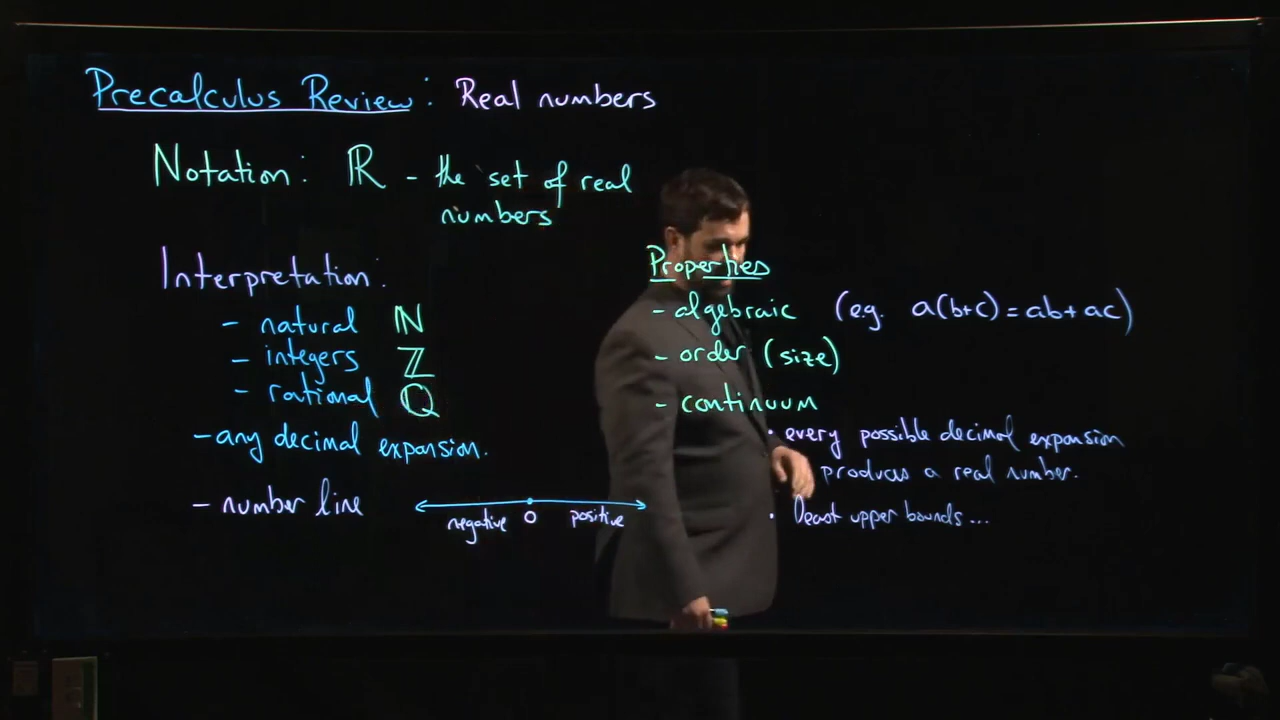 Precalculus Review: Real numbers
Notation: ℝ - the set of real
numbers
Interpretation:
- natural ℕ
- integers ℤ
- rational ℚ
- any decimal expansion.
- number line
negative 0 positive
Properties
- algebraic (e.g. a(b+c) = ab + ac)
- order (size)
- continuum
· every possible decimal expansion
produces a real number.
· least upper bounds...